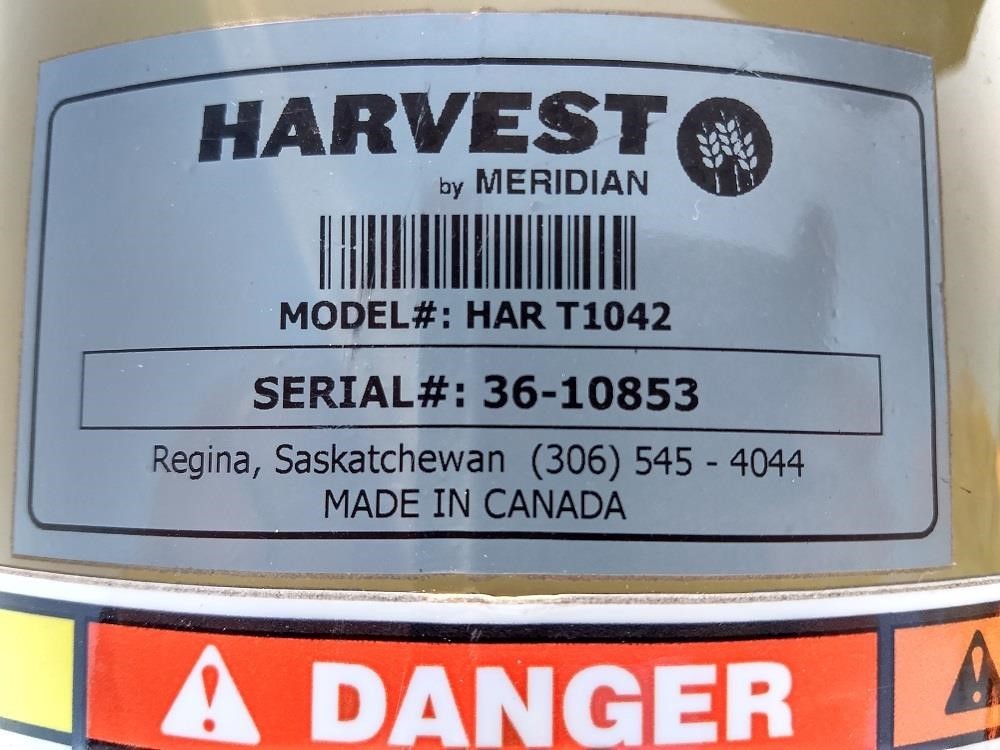 HARVEST
by MERIDIAN
MODEL#: HAR T1042
SERIAL#: 36-10853
Regina, Saskatchewan (306) 545 - 4044
MADE IN CANADA
DANGER